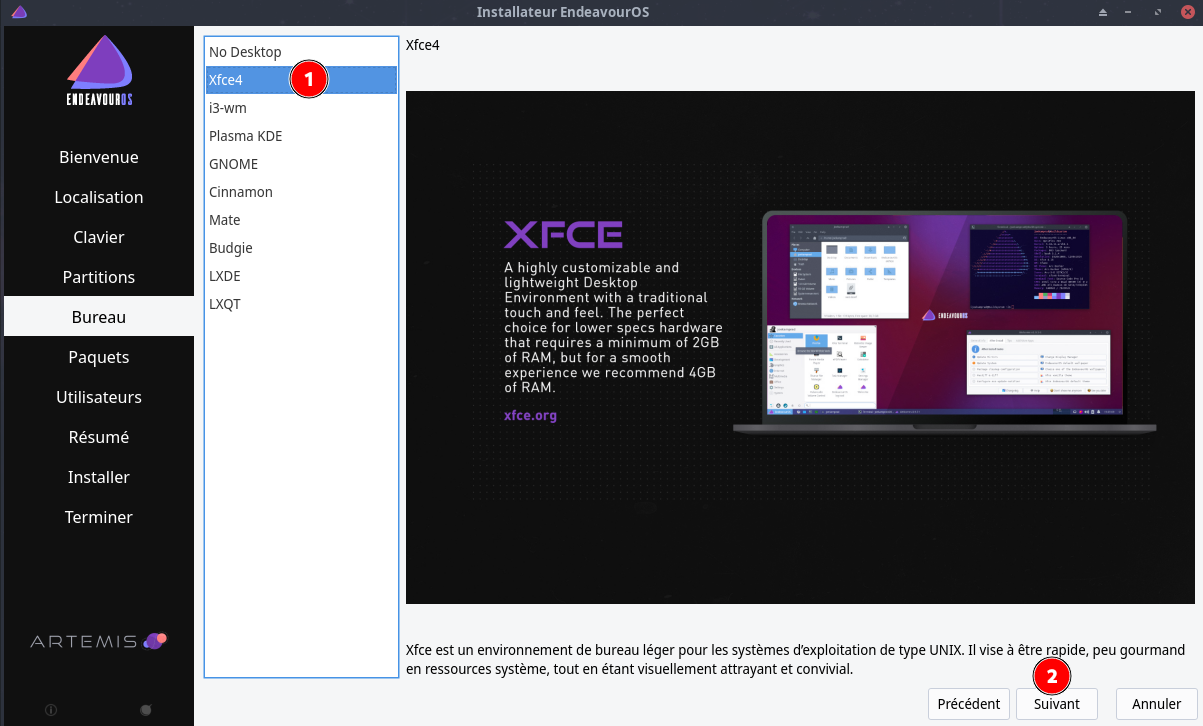 Installateur EndeavourOS
ENDEAVOUROS
Bienvenue
Localisation
Clavier
Partitions
Bureau
Paquets
Utilisateurs
Résumé
Installer
Terminer
ARTEMIS
No Desktop
Xfce4
1
i3-wm
Plasma KDE
GNOME
Cinnamon
Mate
Budgie
LXDE
LXQT
Xfce4
XFCE
A highly customizable and
lightweight Desktop
Environment with a traditional
touch and feel. The perfect
choice for lower specs hardware
that requires a minimum of 2GB
of RAM, but for a smooth
experience we recommend 4GB
of RAM.
xfce.org
ENDEAVOUROS
Xfce est un environnement de bureau léger pour les systèmes d’exploitation de type UNIX. Il vise à être rapide, peu gourmand
en ressources système, tout en étant visuellement attrayant et convivial.
2
Précédent
Suivant
Annuler